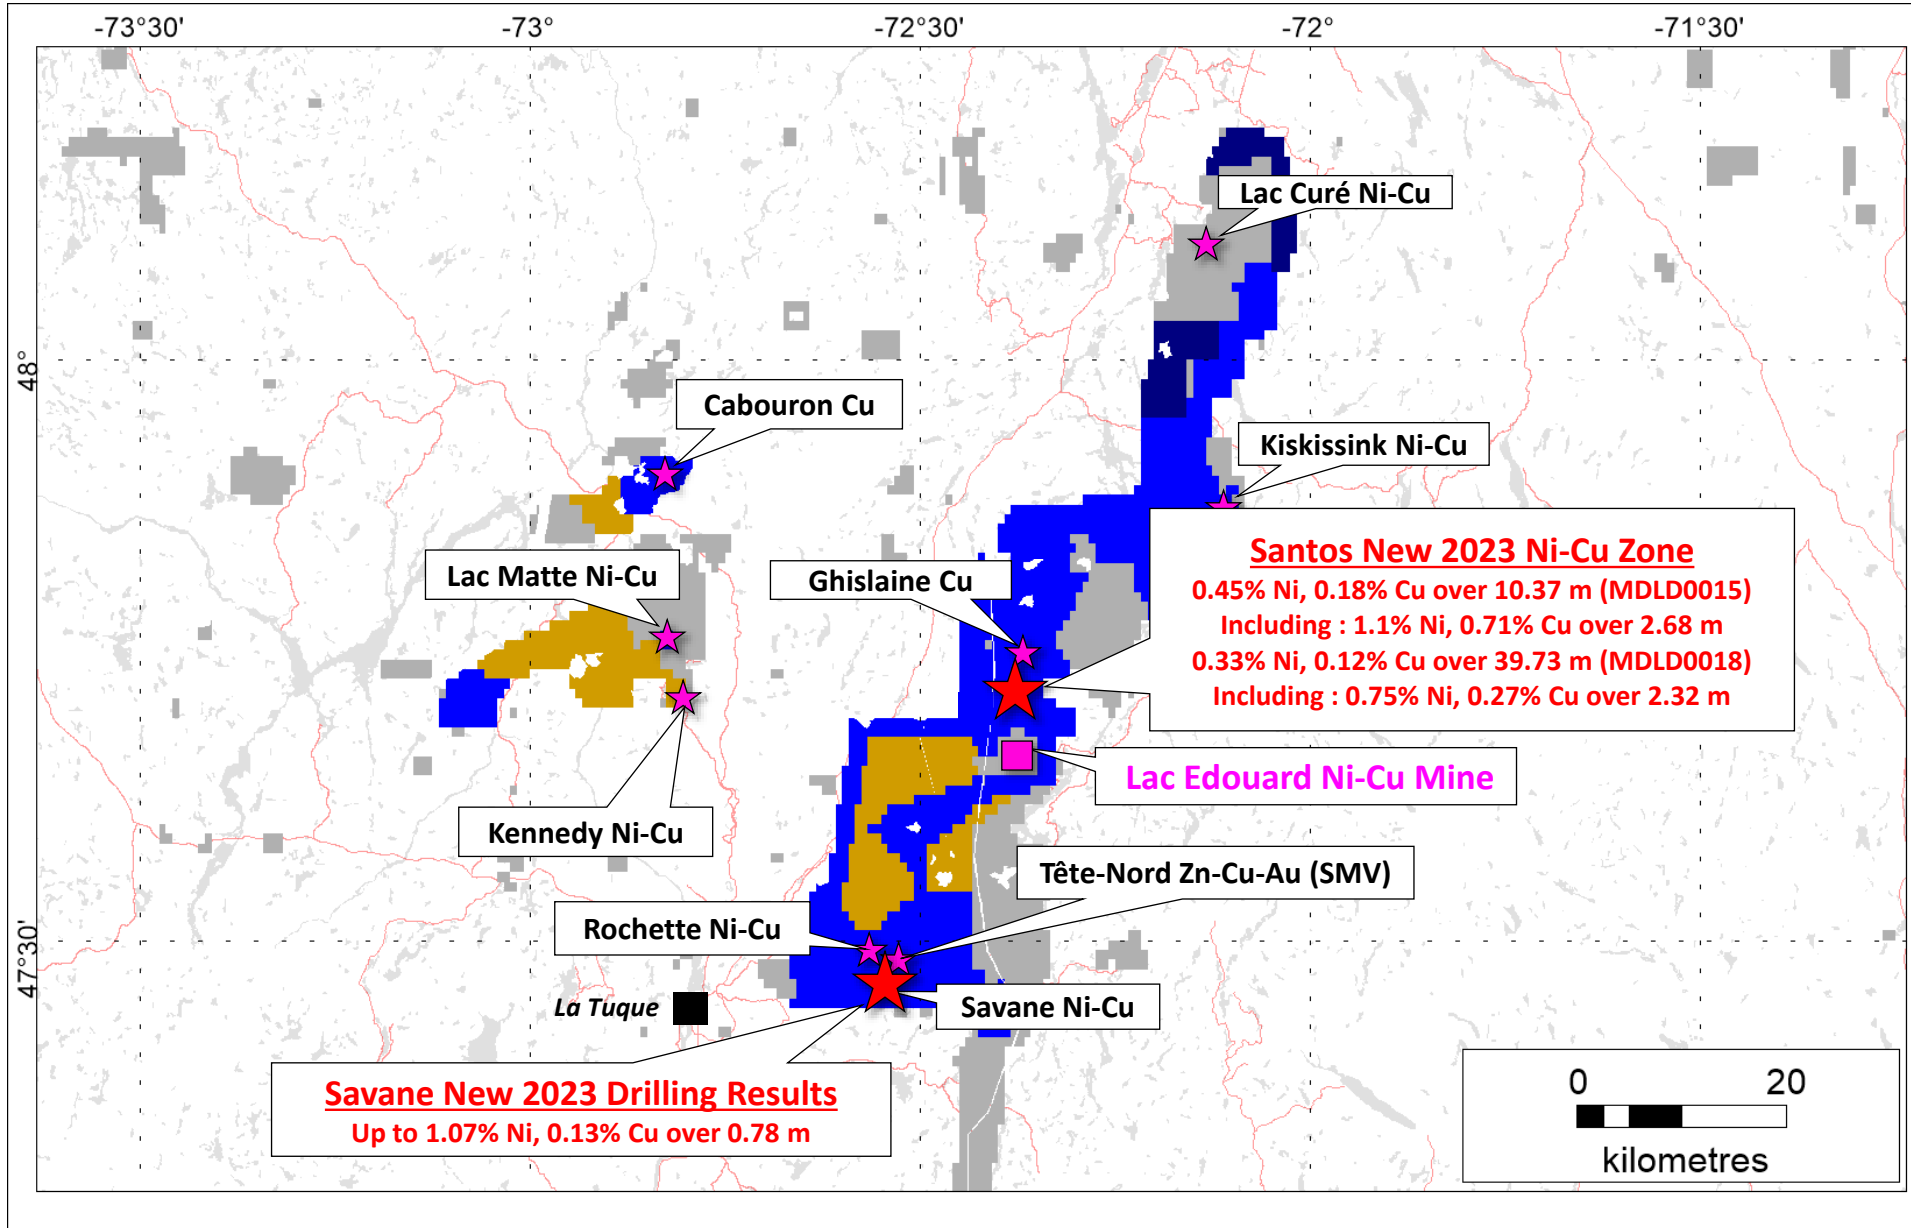 -73°30'
-73°
-72°30'
-72°
-71°30'
Lac Curé Ni-Cu
48°
Cabouron Cu
Kiskissink Ni-Cu
Santos New 2023 Ni-Cu Zone
0.45% Ni, 0.18% Cu over 10.37 m (MDLD0015)
Including : 1.1% Ni, 0.71% Cu over 2.68 m
0.33% Ni, 0.12% Cu over 39.73 m (MDLD0018)
Including : 0.75% Ni, 0.27% Cu over 2.32 m
Lac Matte Ni-Cu
Ghislaine Cu
Lac Edouard Ni-Cu Mine
Kennedy Ni-Cu
Tête-Nord Zn-Cu-Au (SMV)
Rochette Ni-Cu
47°30'
La Tuque
Savane Ni-Cu
Savane New 2023 Drilling Results
Up to 1.07% Ni, 0.13% Cu over 0.78 m
0 20
kilometres